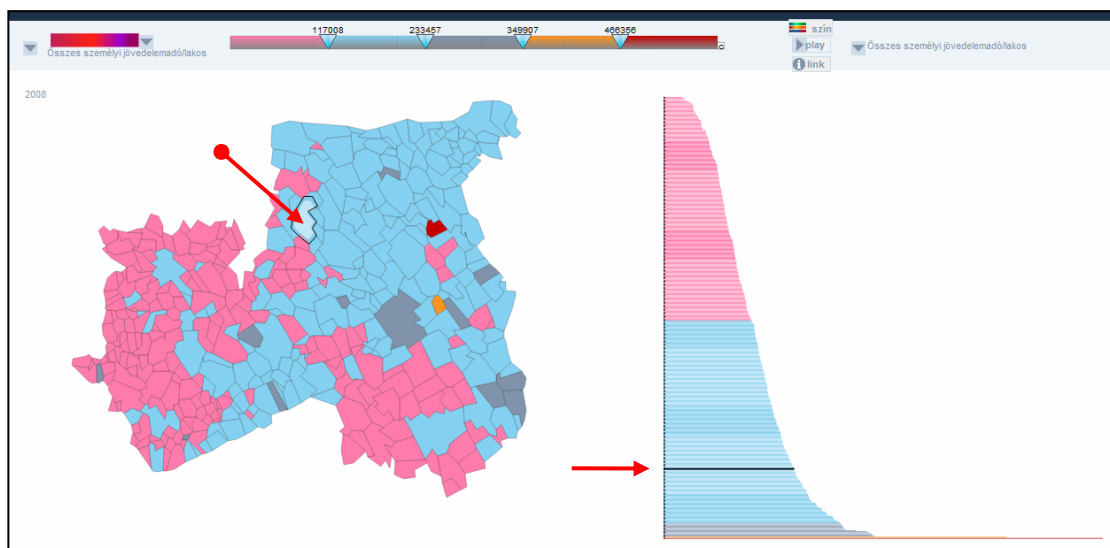 Összes személyi jövedelemadó/lakos
117008 233457 349907 466356
szín
play
link
Összes személyi jövedelemadó/lakos
2008